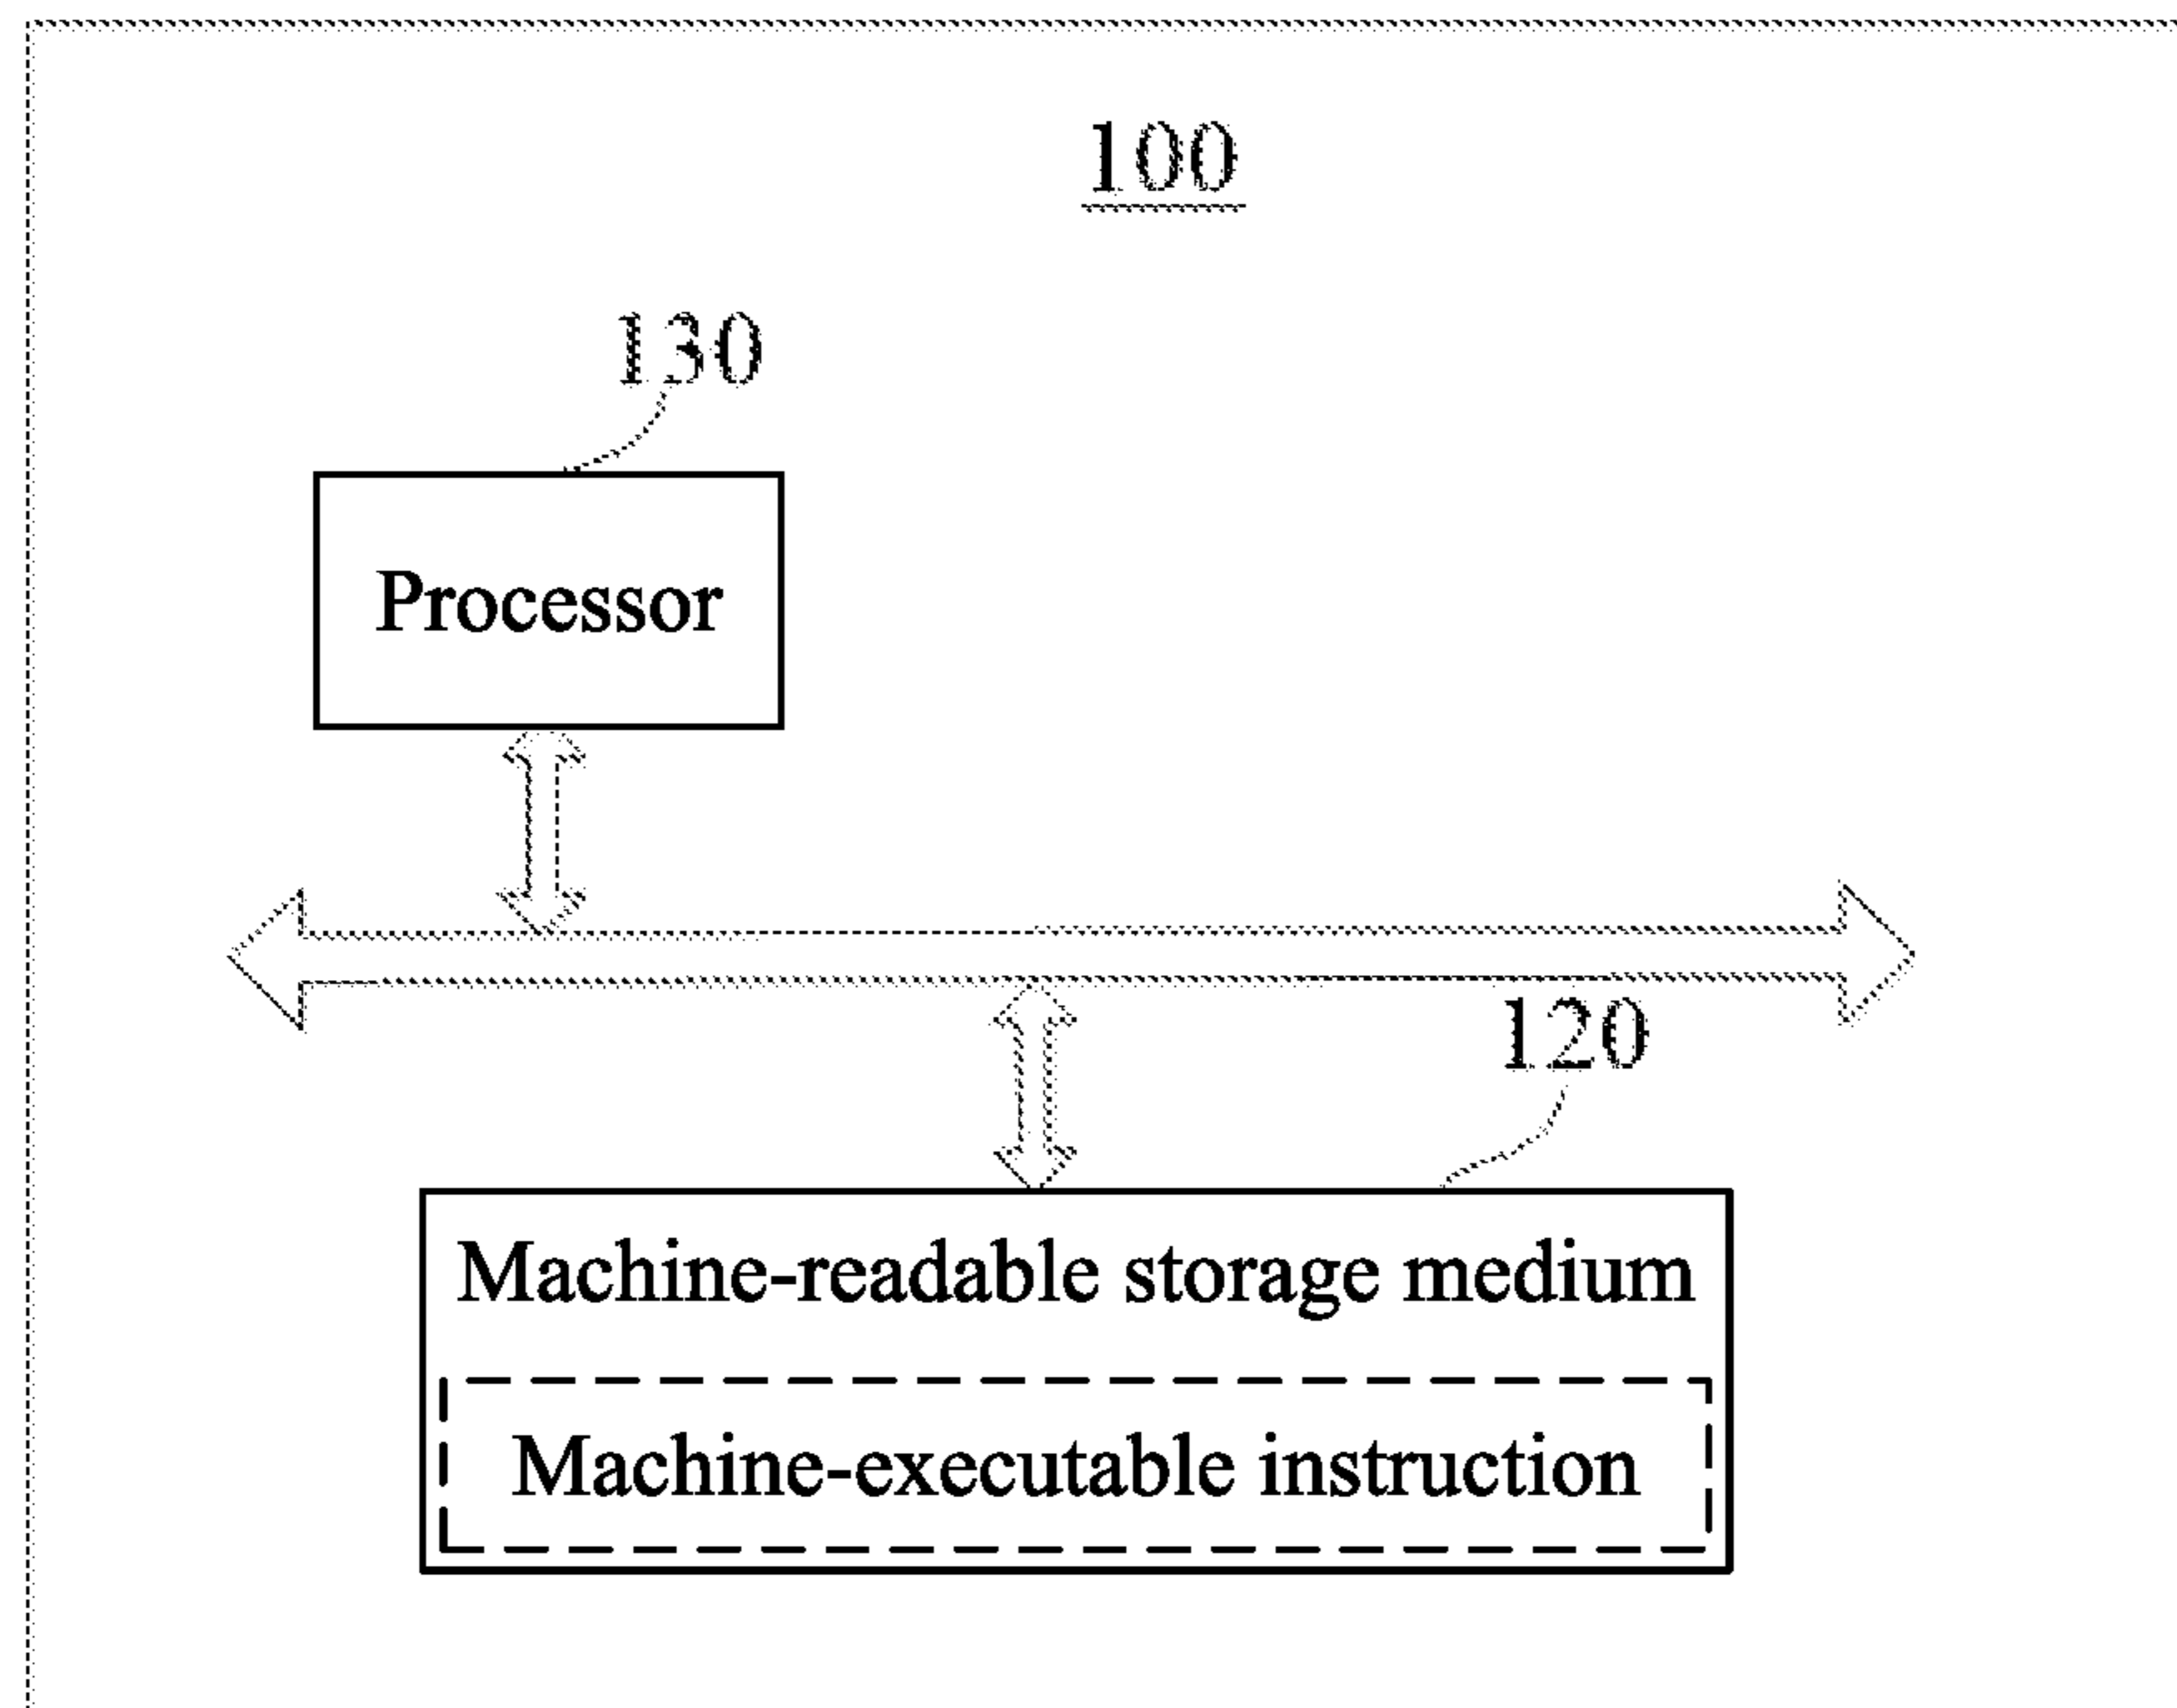 100
130
Processor
120
Machine-readable storage medium
Machine-executable instruction